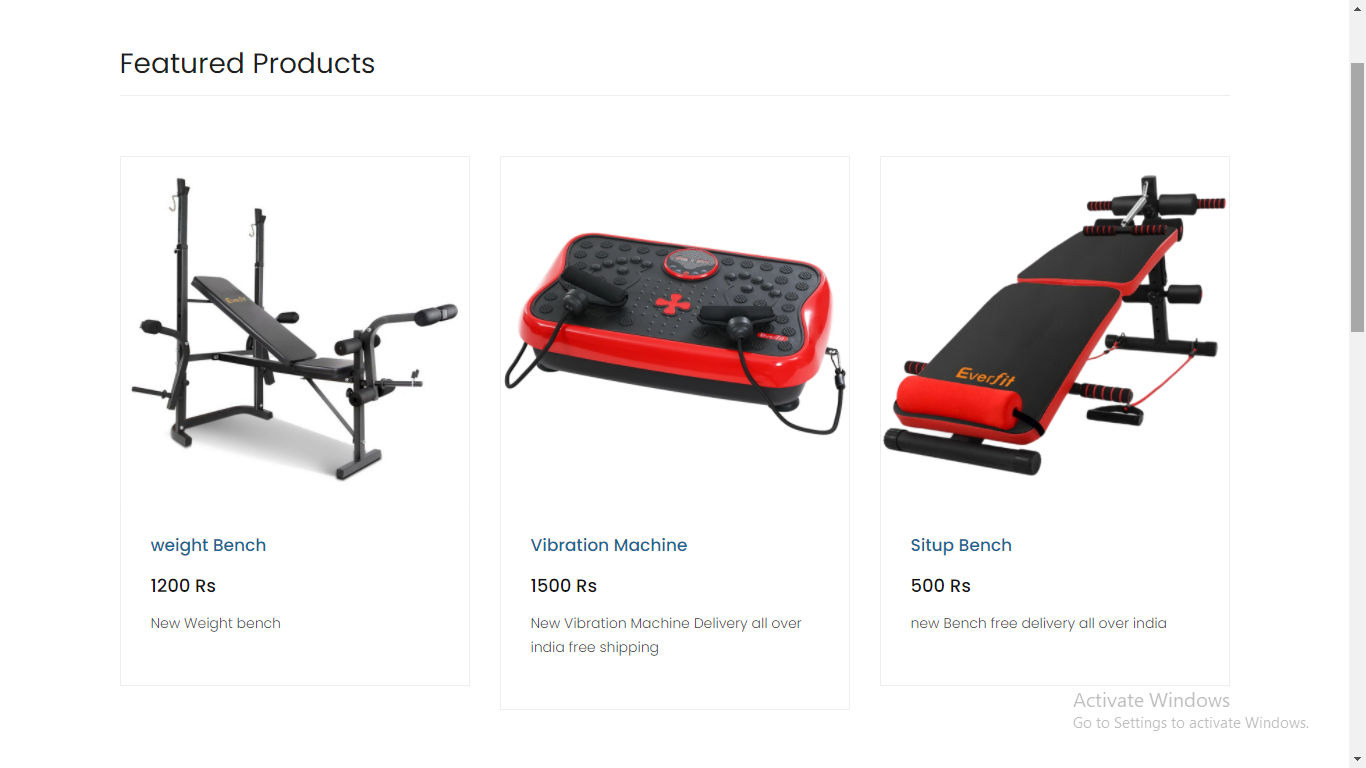 Featured Products
Everfit
Everfit
weight Bench
1200 Rs
New Weight bench
Vibration Machine
1500 Rs
New Vibration Machine Delivery all over
india free shipping
Situp Bench
500 Rs
new Bench free delivery all over india
Activate Windows
Go to Settings to activate Windows.